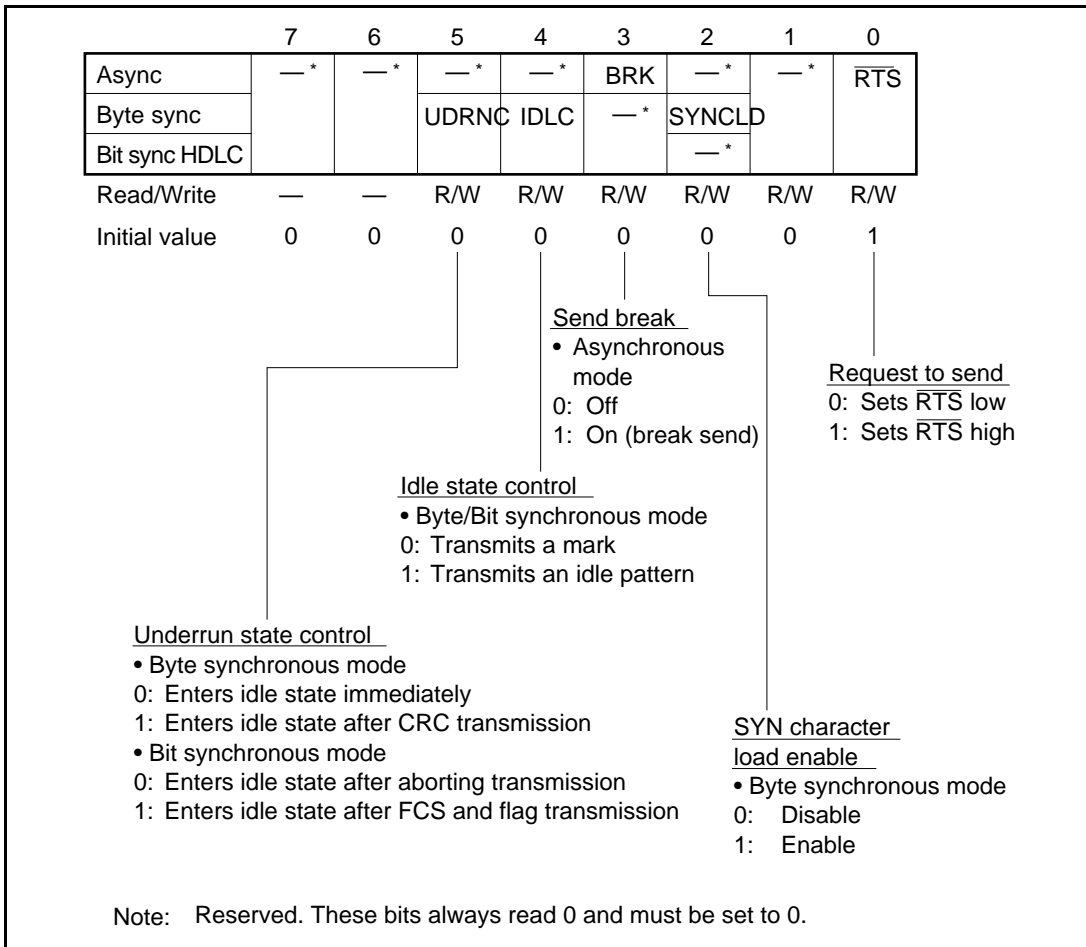 7 6 5 4 3 2 1 0
Async —* —* —* —* BRK —* —* R̅T̅S̅
Byte sync UDRNC IDLC —* SYNCLD
Bit sync HDLC —*
Read/Write — — R/W R/W R/W R/W R/W R/W
Initial value 0 0 0 0 0 0 0 1
Send break
• Asynchronous
mode
0: Off
1: On (break send)
Request to send
0: Sets R̅T̅S̅ low
1: Sets R̅T̅S̅ high
Idle state control
• Byte/Bit synchronous mode
0: Transmits a mark
1: Transmits an idle pattern
Underrun state control
• Byte synchronous mode
0: Enters idle state immediately
1: Enters idle state after CRC transmission
• Bit synchronous mode
0: Enters idle state after aborting transmission
1: Enters idle state after FCS and flag transmission
SYN character
load enable
• Byte synchronous mode
0: Disable
1: Enable
Note: Reserved. These bits always read 0 and must be set to 0.